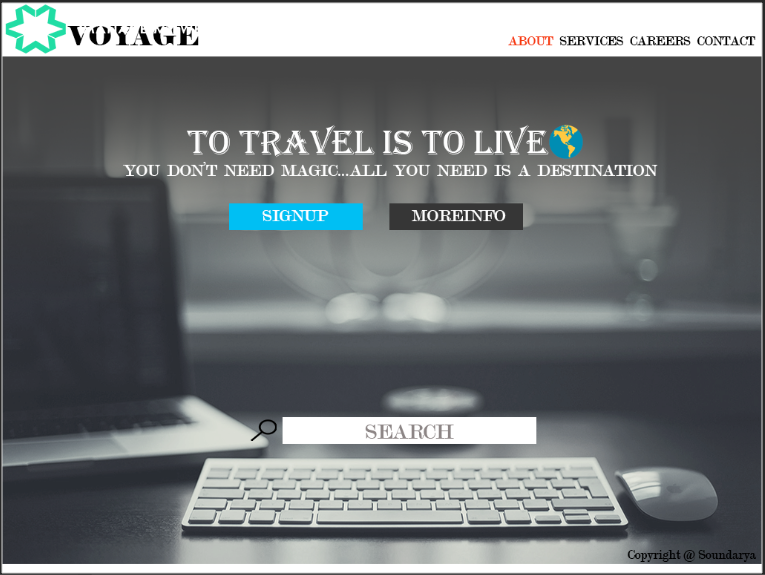 VOYAGE
ABOUT SERVICES CAREERS CONTACT
TO TRAVEL IS TO LIVE
YOU DON'T NEED MAGIC...ALL YOU NEED IS A DESTINATION
SIGNUP MOREINFO
SEARCH
Copyright @ Soundarya